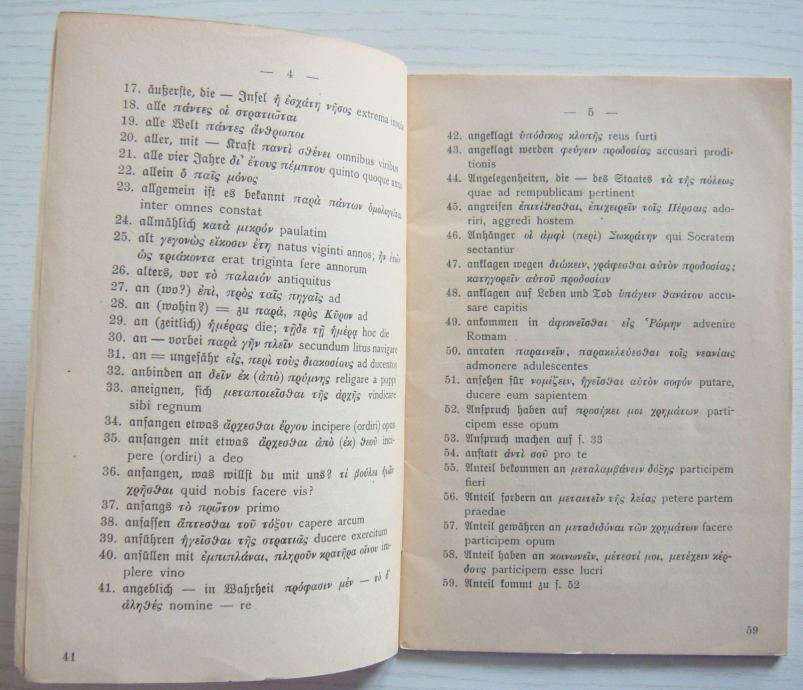 — 4 —
17. äußerste, die — Insel ἡ ἐσχάτη νῆσος extrema insula
18. alle πάντες οἱ στρατιῶται
19. alle Welt πάντες ἄνθρωποι
20. aller, mit — Kraft παντὶ σθένει omnibus viribus
21. alle vier Jahre δι' ἔτους πέμπτου quinto quoque anno
22. allein ὁ παῖς μόνος
23. allgemein ist es bekannt παρὰ πάντων ὁμολογεῖται
inter omnes constat
24. allmählich κατὰ μικρόν paulatim
25. alt γεγονὼς εἴκοσιν ἔτη natus viginti annos; ἦν ἐτῶν
ὡς τριάκοντα erat triginta fere annorum
26. alters, vor τὸ παλαιόν antiquitus
27. an (wo?) ἐπί, πρὸς ταῖς πηγαῖς ad
28. an (wohin?) = zu παρά, πρὸς Κῦρον ad
29. an (zeitlich) ἡμέρας die; τῇδε τῇ ἡμέρᾳ hoc die
30. an — vorbei παρὰ γῆν πλεῖν secundum litus navigare
31. an = ungefähr εἰς, περὶ τοὺς διακοσίους ad ducentos
32. anbinden an δεῖν ἐκ (ἀπὸ) πρύμνης religare a puppi
33. aneignen, sich μεταποιεῖσθαι τῆς ἀρχῆς vindicare
sibi regnum
34. anfangen etwas ἄρχεσθαι ἔργου incipere (ordiri) opus
35. anfangen mit etwas ἄρχεσθαι ἀπὸ (ἐκ) θεοῦ inci-
pere (ordiri) a deo
36. anfangen, was willst du mit uns? τί βούλει ἡμῖν
χρῆσθαι quid nobis facere vis?
37. anfangs τὸ πρῶτον primo
38. anfassen ἅπτεσθαι τοῦ τόξου capere arcum
39. anführen ἡγεῖσθαι τῆς στρατιᾶς ducere exercitum
40. anfüllen mit ἐμπιπλάναι, πληροῦν κρατῆρα οἴνου im-
plere vino
41. angeblich — in Wahrheit πρόφασιν μὲν — τὸ δ'
ἀληθές nomine — re
41
— 5 —
42. angeklagt ὑπόδικος κλοπῆς reus furti
43. angeklagt werden φεύγειν προδοσίας accusari prodi-
tionis
44. Angelegenheiten, die — des Staates τὰ τῆς πόλεως
quae ad rempublicam pertinent
45. angreifen ἐπιτίθεσθαι, ἐπιχειρεῖν τοῖς Πέρσαις ado-
riri, aggredi hostem
46. Anhänger οἱ ἀμφὶ (περὶ) Σωκράτην qui Socratem
sectantur
47. anklagen wegen διώκειν, γράφεσθαι αὐτὸν προδοσίας;
κατηγορεῖν αὐτοῦ προδοσίαν
48. anklagen auf Leben und Tod ὑπάγειν θανάτου accu-
sare capitis
49. ankommen in ἀφικνεῖσθαι εἰς Ῥώμην advenire
Romam
50. anraten παραινεῖν, παρακελεύεσθαι τοῖς νεανίαις
admonere adulescentes
51. ansehen für νομίζειν, ἡγεῖσθαι αὐτὸν σοφόν putare,
ducere eum sapientem
52. Anspruch haben auf προσήκει μοι χρημάτων parti-
cipem esse opum
53. Anspruch machen auf s. 33
54. anstatt ἀντὶ σοῦ pro te
55. Anteil bekommen an μεταλαμβάνειν δόξης participem
fieri
56. Anteil fordern an μεταιτεῖν τῆς λείας petere partem
praedae
57. Anteil gewähren an μεταδιδόναι τῶν χρημάτων facere
participem opum
58. Anteil haben an κοινωνεῖν, μέτεστί μοι, μετέχειν κέρ-
δους participem esse lucri
59. Anteil kommt zu s. 52
59